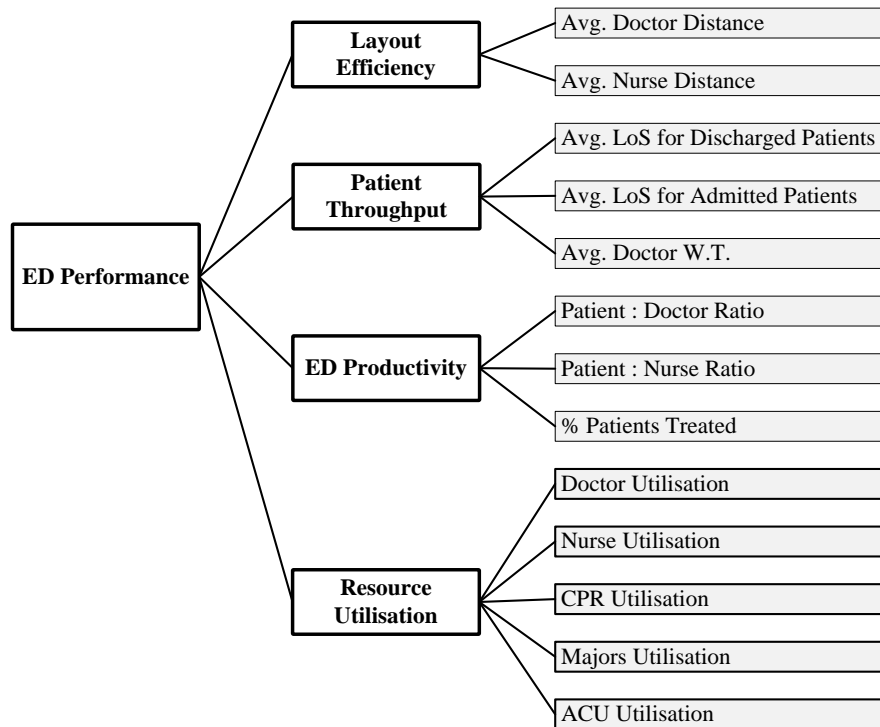 Layout
Efficiency
Avg. Doctor Distance
Avg. Nurse Distance
Patient
Throughput
Avg. LoS for Discharged Patients
Avg. LoS for Admitted Patients
Avg. Doctor W.T.
ED Performance
ED Productivity
Patient : Doctor Ratio
Patient : Nurse Ratio
% Patients Treated
Resource
Utilisation
Doctor Utilisation
Nurse Utilisation
CPR Utilisation
Majors Utilisation
ACU Utilisation